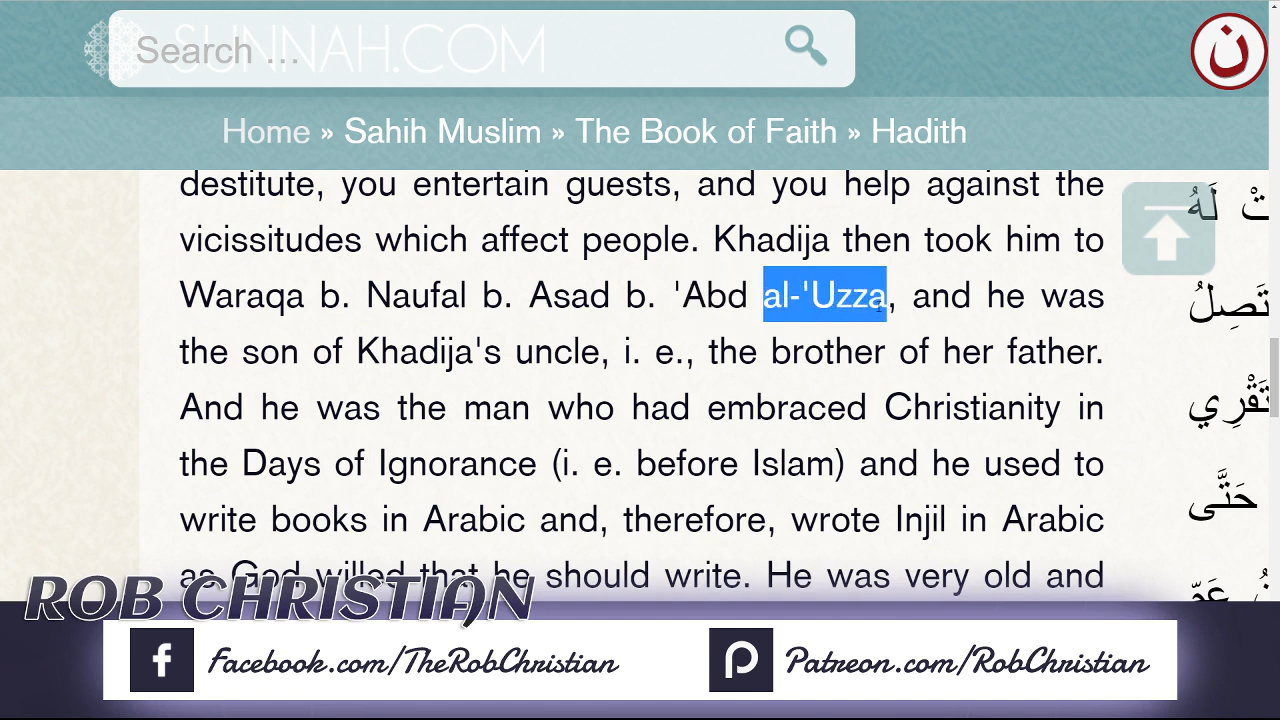 SUNNAH.COM
Search ...
ن
Home » Sahih Muslim » The Book of Faith » Hadith
destitute, you entertain guests, and you help against the
vicissitudes which affect people. Khadija then took him to
Waraqa b. Naufal b. Asad b. 'Abd al-'Uzza, and he was
the son of Khadija's uncle, i. e., the brother of her father.
And he was the man who had embraced Christianity in
the Days of Ignorance (i. e. before Islam) and he used to
write books in Arabic and, therefore, wrote Injil in Arabic
as God willed that he should write. He was very old and
لَهُ
تَصِلُ
تَقْرِي
حَتَّى
عَمِّ
ROB CHRISTIAN
Facebook.com/TheRobChristian
Patreon.com/RobChristian